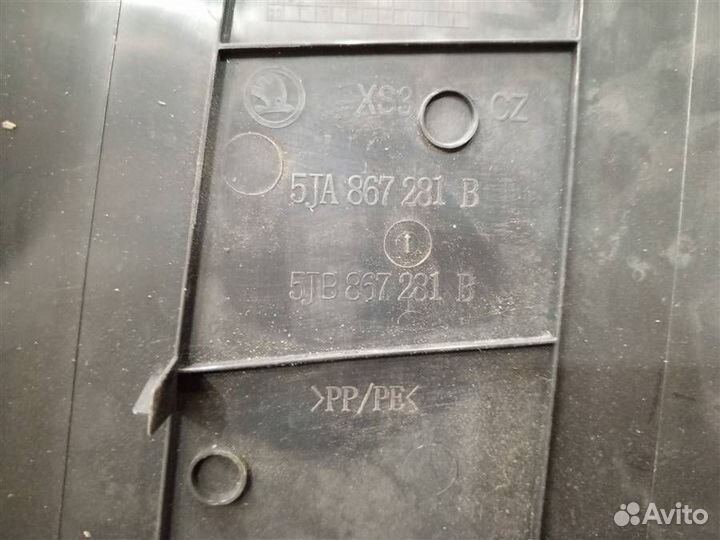 XS3 CZ
5JA 867 281 B
1
5JB 867 281 B
>PP/PE<
Avito